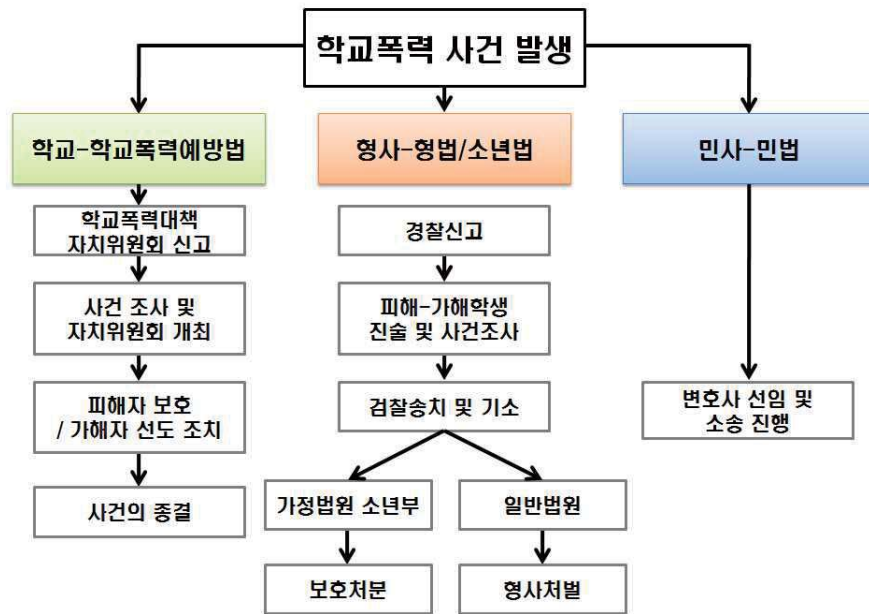 학교폭력 사건 발생
학교-학교폭력예방법
형사-형법/소년법
민사-민법
학교폭력대책
자치위원회 신고
사건 조사 및
자치위원회 개최
피해자 보호
/ 가해자 선도 조치
사건의 종결
경찰신고
피해-가해학생
진술 및 사건조사
검찰송치 및 기소
가정법원 소년부
일반법원
보호처분
형사처벌
변호사 선임 및
소송 진행